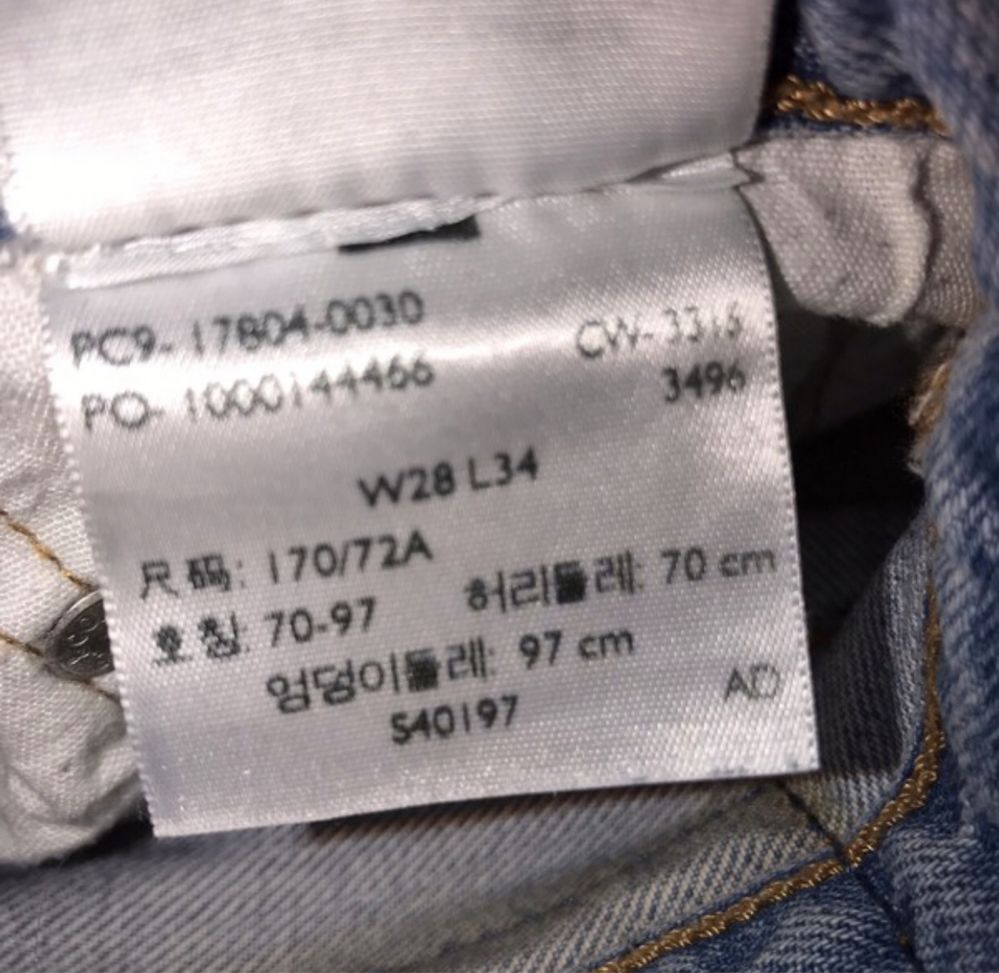 PC9- 17804-0030
CW- 3316
PO- 1000144466
3496
W28 L34
尺 码: 170/72A
호 칭: 70-97
허리둘레: 70 cm
엉덩이둘레: 97 cm
S40197
AD